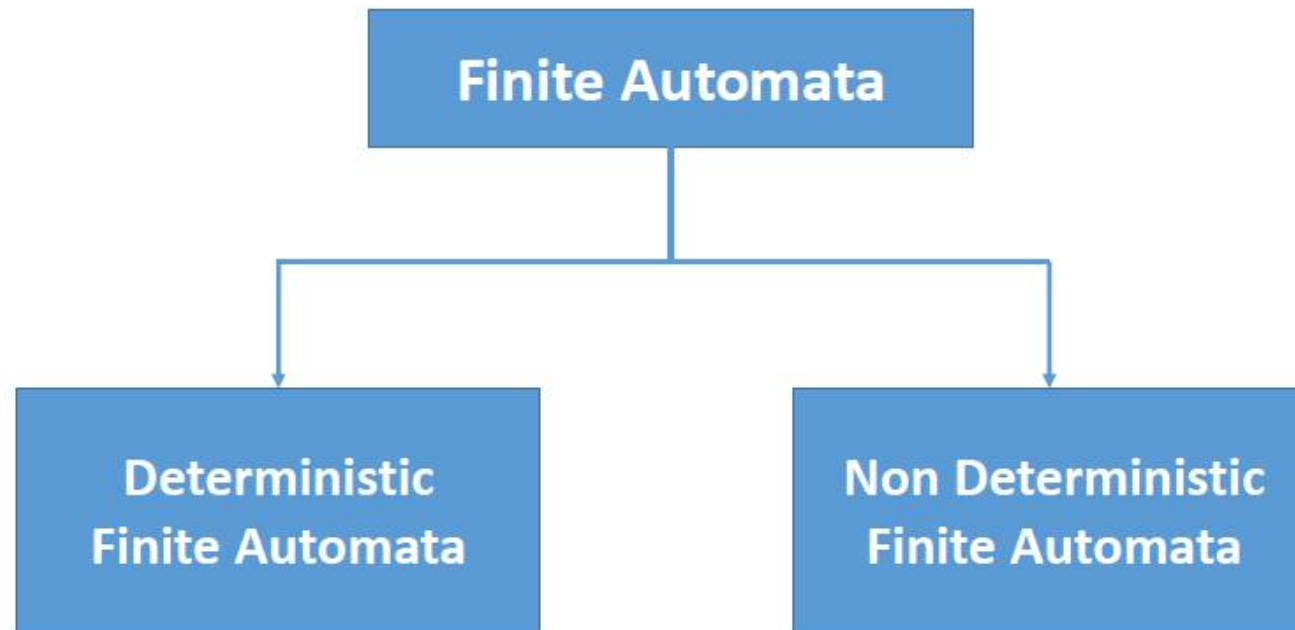 Finite Automata
Deterministic
Finite Automata
Non Deterministic
Finite Automata